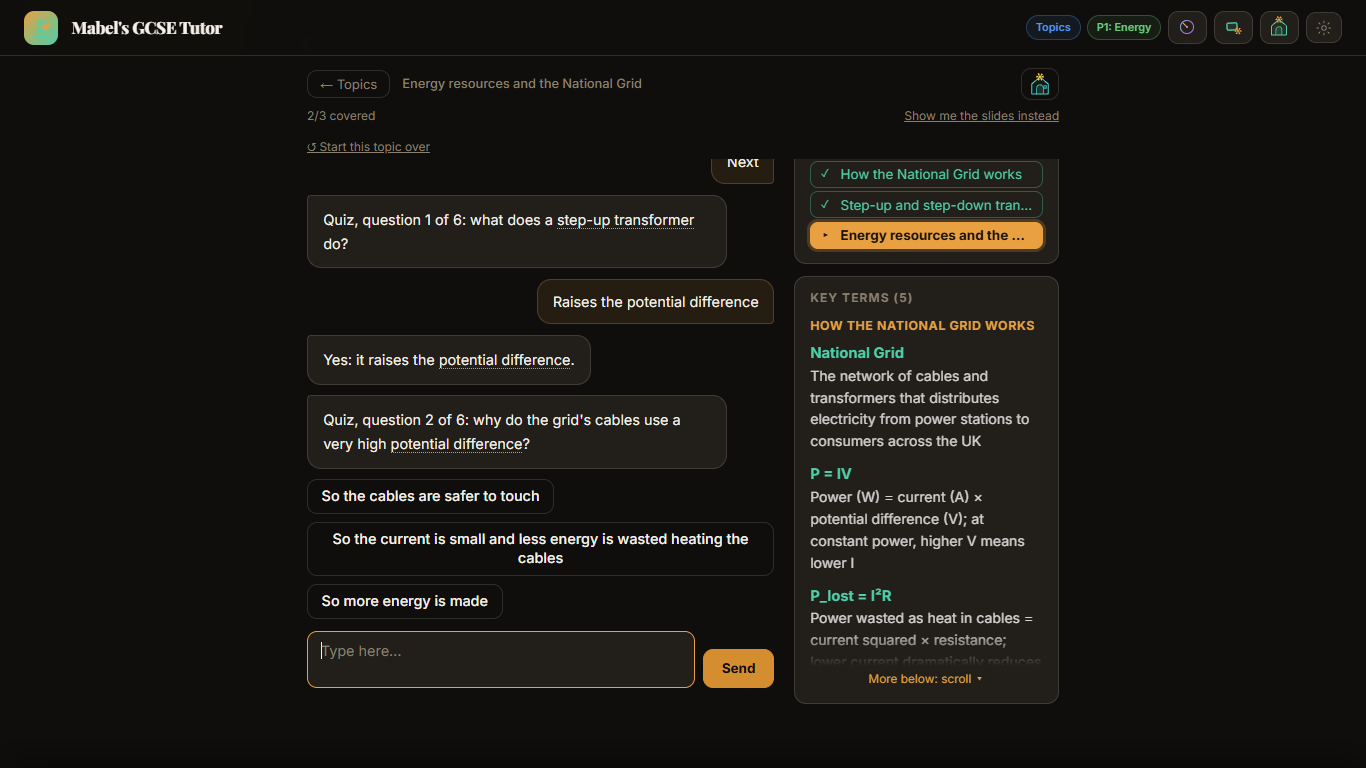 Mabel's GCSE Tutor
Topics
P1: Energy
← Topics
Energy resources and the National Grid
2/3 covered
Show me the slides instead
↺ Start this topic over
Next
Quiz, question 1 of 6: what does a step-up transformer
do?
Raises the potential difference
Yes: it raises the potential difference.
Quiz, question 2 of 6: why do the grid's cables use a
very high potential difference?
So the cables are safer to touch
So the current is small and less energy is wasted heating the
cables
So more energy is made
Type here...
Send
✓ How the National Grid works
✓ Step-up and step-down tran...
▸ Energy resources and the ...
KEY TERMS (5)
HOW THE NATIONAL GRID WORKS
National Grid
The network of cables and
transformers that distributes
electricity from power stations to
consumers across the UK
P = IV
Power (W) = current (A) ×
potential difference (V); at
constant power, higher V means
lower I
P_lost = I²R
Power wasted as heat in cables =
current squared × resistance;
lower current dramatically reduces
More below: scroll ▾